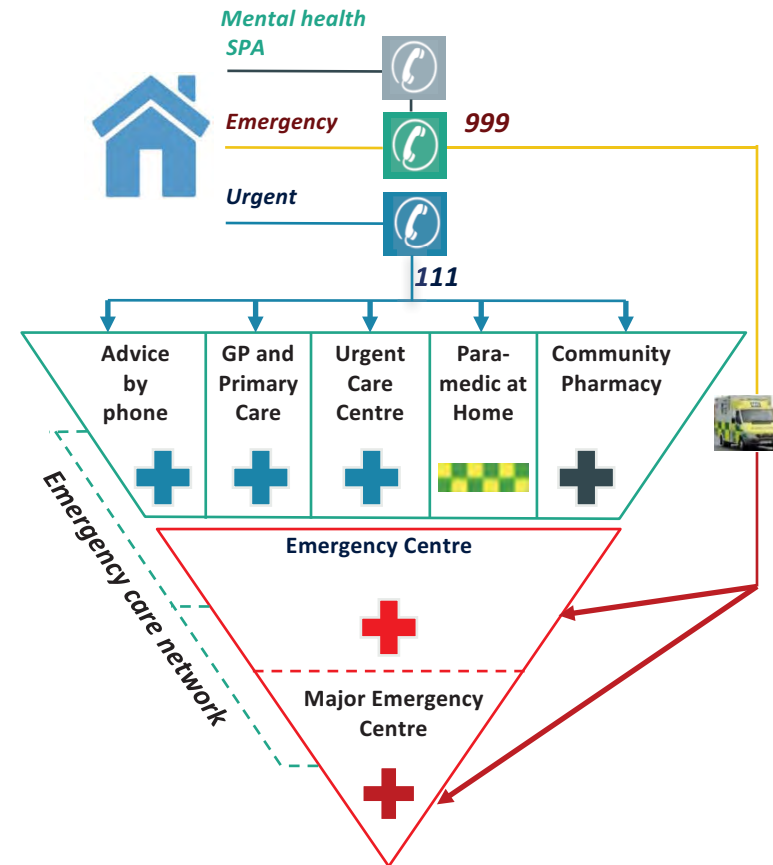 Mental health
SPA
Emergency
999
Urgent
111
Advice
by
phone
GP and
Primary
Care
Urgent
Care
Centre
Para-
medic at
Home
Community
Pharmacy
Emergency care network
Emergency Centre
Major Emergency
Centre